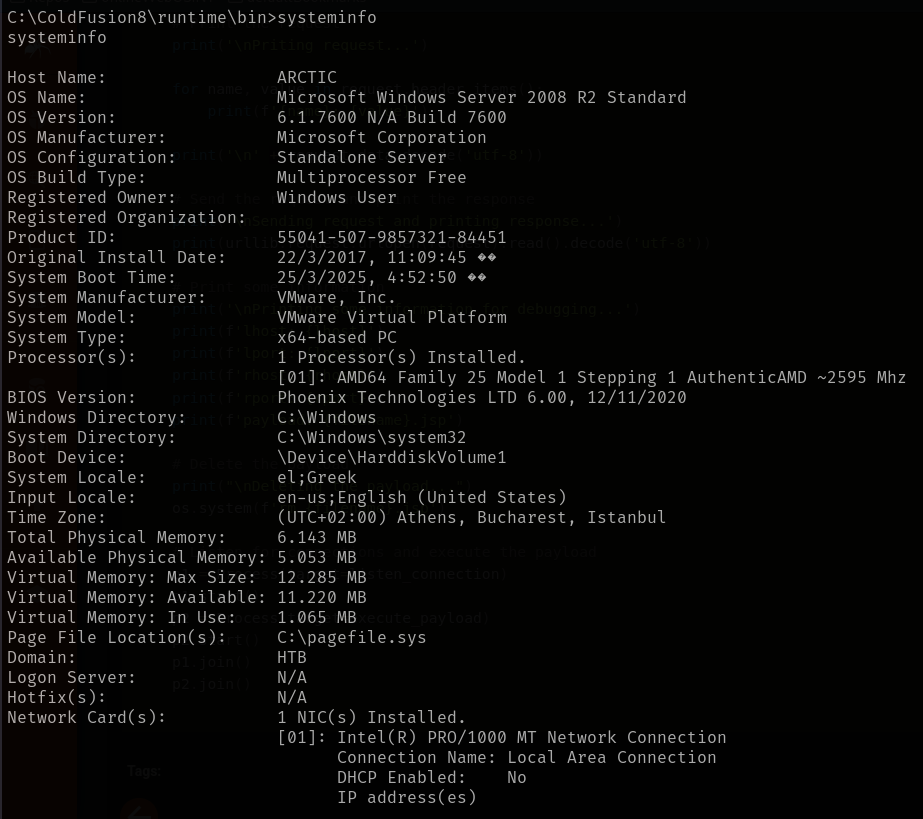 C:\ColdFusion8\runtime\bin>systeminfo
systeminfo
Host Name: ARCTIC
OS Name: Microsoft Windows Server 2008 R2 Standard
OS Version: 6.1.7600 N/A Build 7600
OS Manufacturer: Microsoft Corporation
OS Configuration: Standalone Server
OS Build Type: Multiprocessor Free
Registered Owner: Windows User
Registered Organization:
Product ID: 55041-507-9857321-84451
Original Install Date: 22/3/2017, 11:09:45 ��
System Boot Time: 25/3/2025, 4:52:50 ��
System Manufacturer: VMware, Inc.
System Model: VMware Virtual Platform
System Type: x64-based PC
Processor(s): 1 Processor(s) Installed.
[01]: AMD64 Family 25 Model 1 Stepping 1 AuthenticAMD ~2595 Mhz
BIOS Version: Phoenix Technologies LTD 6.00, 12/11/2020
Windows Directory: C:\Windows
System Directory: C:\Windows\system32
Boot Device: \Device\HarddiskVolume1
System Locale: el;Greek
Input Locale: en-us;English (United States)
Time Zone: (UTC+02:00) Athens, Bucharest, Istanbul
Total Physical Memory: 6.143 MB
Available Physical Memory: 5.053 MB
Virtual Memory: Max Size: 12.285 MB
Virtual Memory: Available: 11.220 MB
Virtual Memory: In Use: 1.065 MB
Page File Location(s): C:\pagefile.sys
Domain: HTB
Logon Server: N/A
Hotfix(s): N/A
Network Card(s): 1 NIC(s) Installed.
[01]: Intel(R) PRO/1000 MT Network Connection
Connection Name: Local Area Connection
DHCP Enabled: No
IP address(es)
Tags: